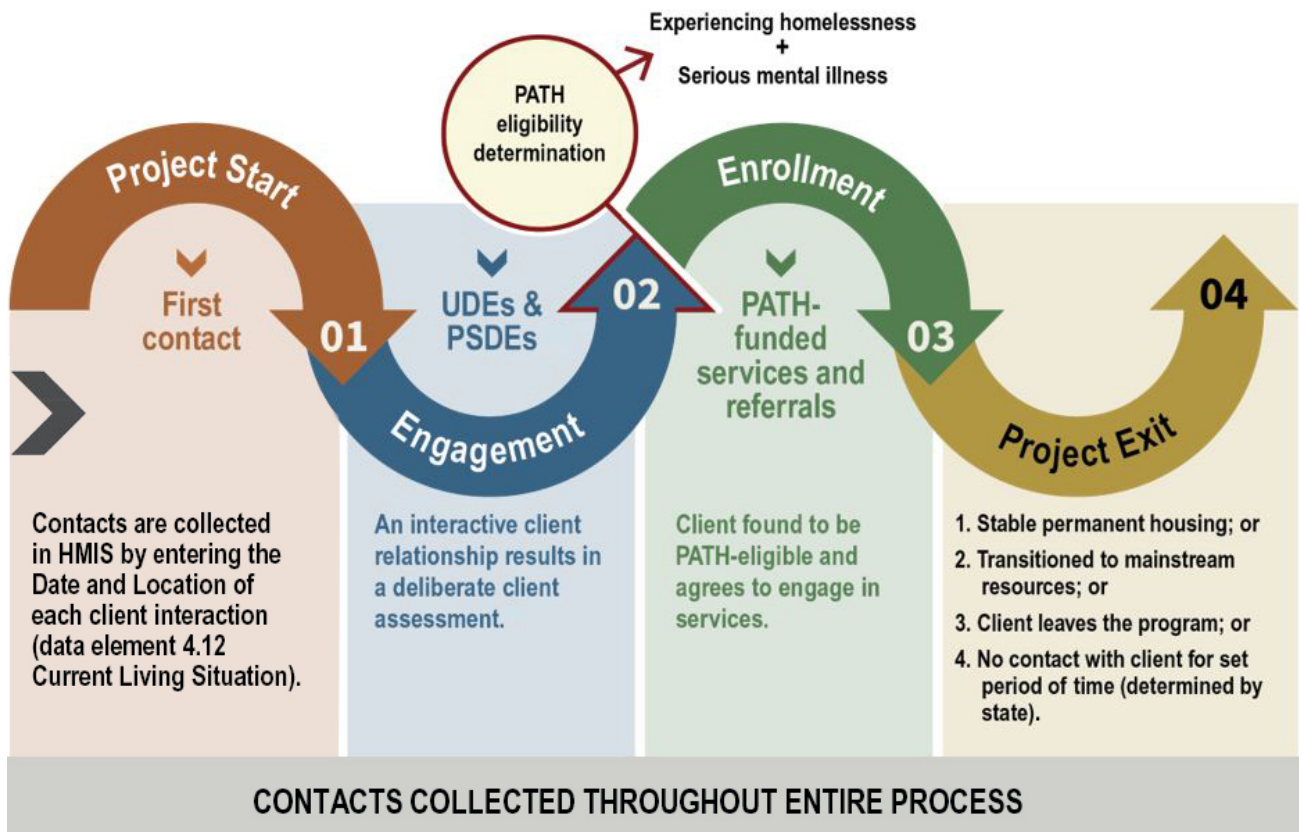 Experiencing homelessness
+
Serious mental illness
PATH
eligibility
determination
Project Start
First
contact
01
Contacts are collected
in HMIS by entering the
Date and Location of
each client interaction
(data element 4.12
Current Living Situation).
UDEs &
PSDEs
02
Engagement
An interactive client
relationship results in
a deliberate client
assessment.
Enrollment
PATH-
funded
services and
referrals
03
Client found to be
PATH-eligible and
agrees to engage in
services.
04
Project Exit
1. Stable permanent housing; or
2. Transitioned to mainstream
resources; or
3. Client leaves the program; or
4. No contact with client for set
period of time (determined by
state).
CONTACTS COLLECTED THROUGHOUT ENTIRE PROCESS